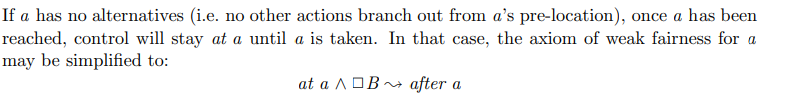 If a has no alternatives (i.e. no other actions branch out from a's pre-location), once a has been
reached, control will stay at a until a is taken. In that case, the axiom of weak fairness for a
may be simplified to:
at a ∧ □B ⇝ after a